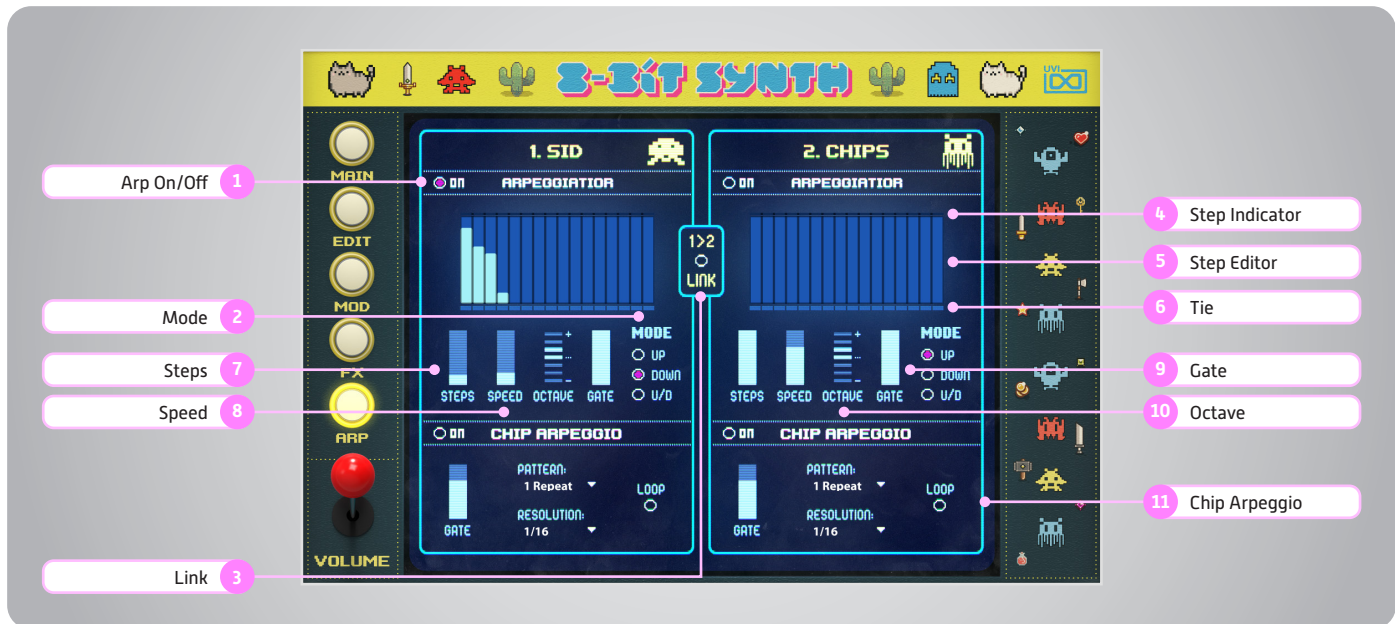 8-BiT SYNTH
UVI
MAIN
EDIT
MOD
FX
ARP
VOLUME
1. SID
ON ARPEGGIATIOR
STEPS SPEED OCTAVE GATE
+
...
–
MODE
UP
DOWN
U/D
ON CHIP ARPEGGIO
GATE
PATTERN:
1 Repeat
RESOLUTION:
1/16
LOOP
1>2
LINK
2. CHIPS
ON ARPEGGIATIOR
STEPS SPEED OCTAVE GATE
+
...
–
MODE
UP
DOWN
U/D
ON CHIP ARPEGGIO
GATE
PATTERN:
1 Repeat
RESOLUTION:
1/16
LOOP
Arp On/Off 1
Mode 2
Steps 7
Speed 8
Link 3
4 Step Indicator
5 Step Editor
6 Tie
9 Gate
10 Octave
11 Chip Arpeggio